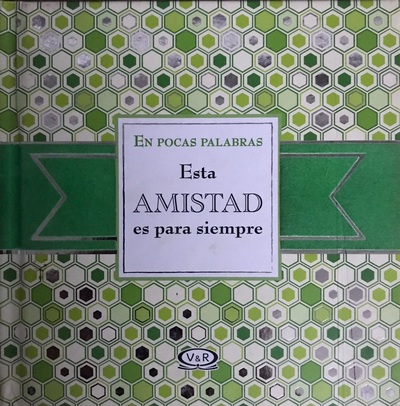 EN POCAS PALABRAS
Esta
AMISTAD
es para siempre
V&R